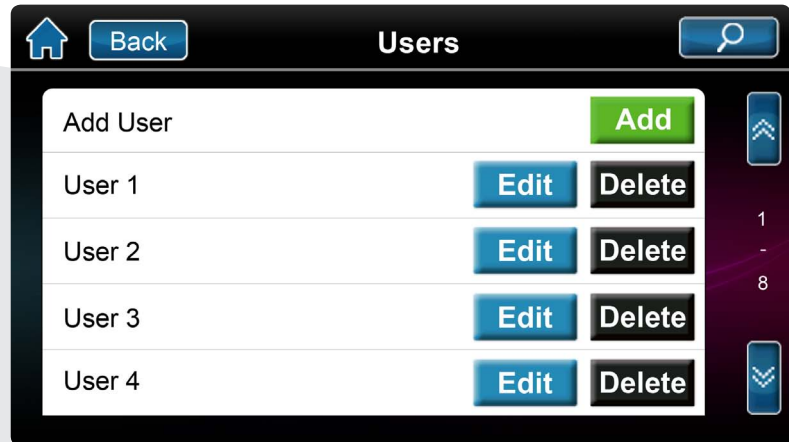 Back Users
Add User Add
User 1 Edit Delete
1
User 2 Edit Delete
-
8
User 3 Edit Delete
User 4 Edit Delete